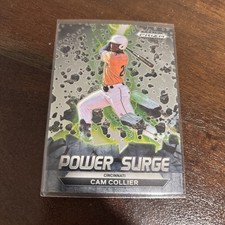 PRIZM
POWER SURGE
CINCINNATI
CAM COLLIER